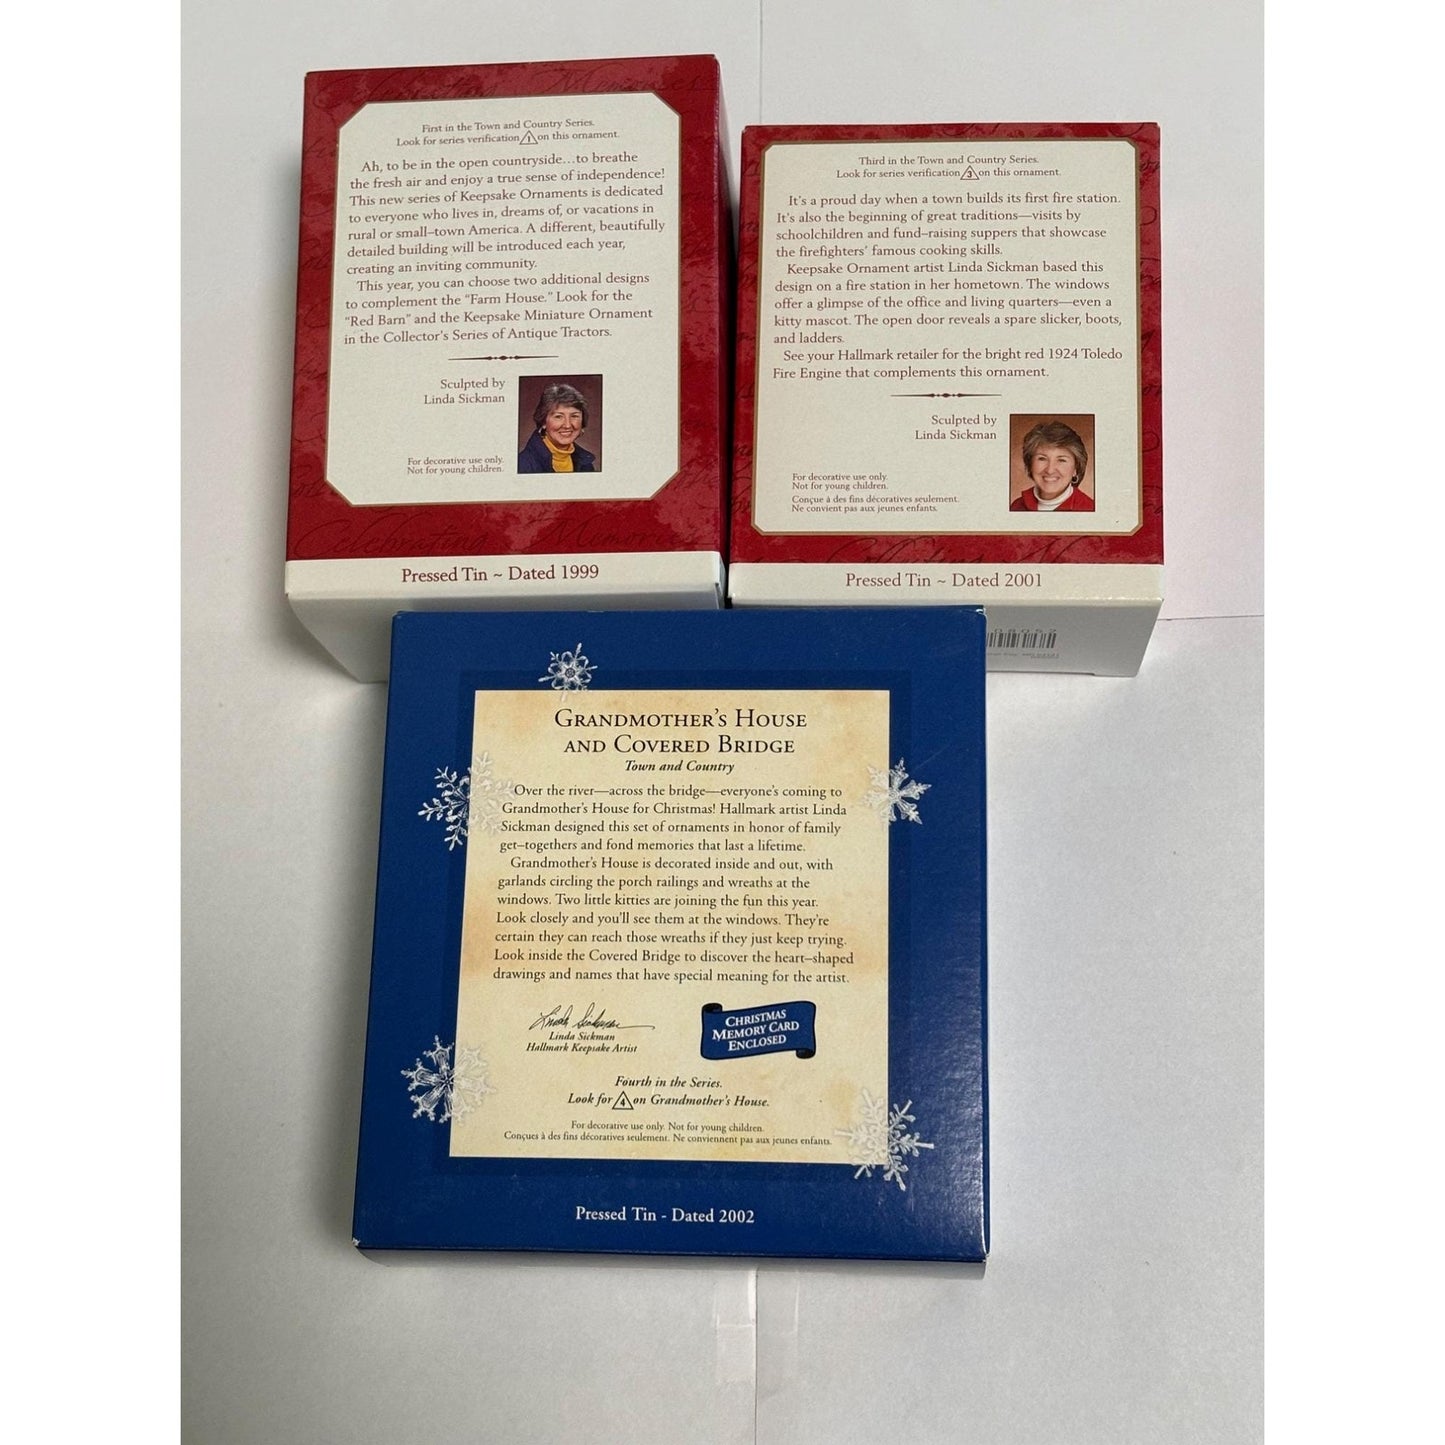 First in the Town and Country Series.
Look for series verification 1 on this ornament.
Ah, to be in the open countryside…to breathe
the fresh air and enjoy a true sense of independence!
This new series of Keepsake Ornaments is dedicated
to everyone who lives in, dreams of, or vacations in
rural or small–town America. A different, beautifully
detailed building will be introduced each year,
creating an inviting community.
This year, you can choose two additional designs
to complement the "Farm House." Look for the
"Red Barn" and the Keepsake Miniature Ornament
in the Collector's Series of Antique Tractors.
Sculpted by
Linda Sickman
For decorative use only.
Not for young children.
Celebrating Memories
Pressed Tin ~ Dated 1999
Third in the Town and Country Series.
Look for series verification 3 on this ornament.
It's a proud day when a town builds its first fire station.
It's also the beginning of great traditions—visits by
schoolchildren and fund–raising suppers that showcase
the firefighters' famous cooking skills.
Keepsake Ornament artist Linda Sickman based this
design on a fire station in her hometown. The windows
offer a glimpse of the office and living quarters—even a
kitty mascot. The open door reveals a spare slicker, boots,
and ladders.
See your Hallmark retailer for the bright red 1924 Toledo
Fire Engine that complements this ornament.
Sculpted by
Linda Sickman
For decorative use only.
Not for young children.
Conçue à des fins décoratives seulement.
Ne convient pas aux jeunes enfants.
Pressed Tin ~ Dated 2001
Grandmother's House
and Covered Bridge
Town and Country
Over the river—across the bridge—everyone's coming to
Grandmother's House for Christmas! Hallmark artist Linda
Sickman designed this set of ornaments in honor of family
get–togethers and fond memories that last a lifetime.
Grandmother's House is decorated inside and out, with
garlands circling the porch railings and wreaths at the
windows. Two little kitties are joining the fun this year.
Look closely and you'll see them at the windows. They're
certain they can reach those wreaths if they just keep trying.
Look inside the Covered Bridge to discover the heart–shaped
drawings and names that have special meaning for the artist.
Linda Sickman
Linda Sickman
Hallmark Keepsake Artist
Christmas
Memory Card
Enclosed
Fourth in the Series.
Look for 4 on Grandmother's House.
For decorative use only. Not for young children.
Conçues à des fins décoratives seulement. Ne conviennent pas aux jeunes enfants.
Pressed Tin - Dated 2002